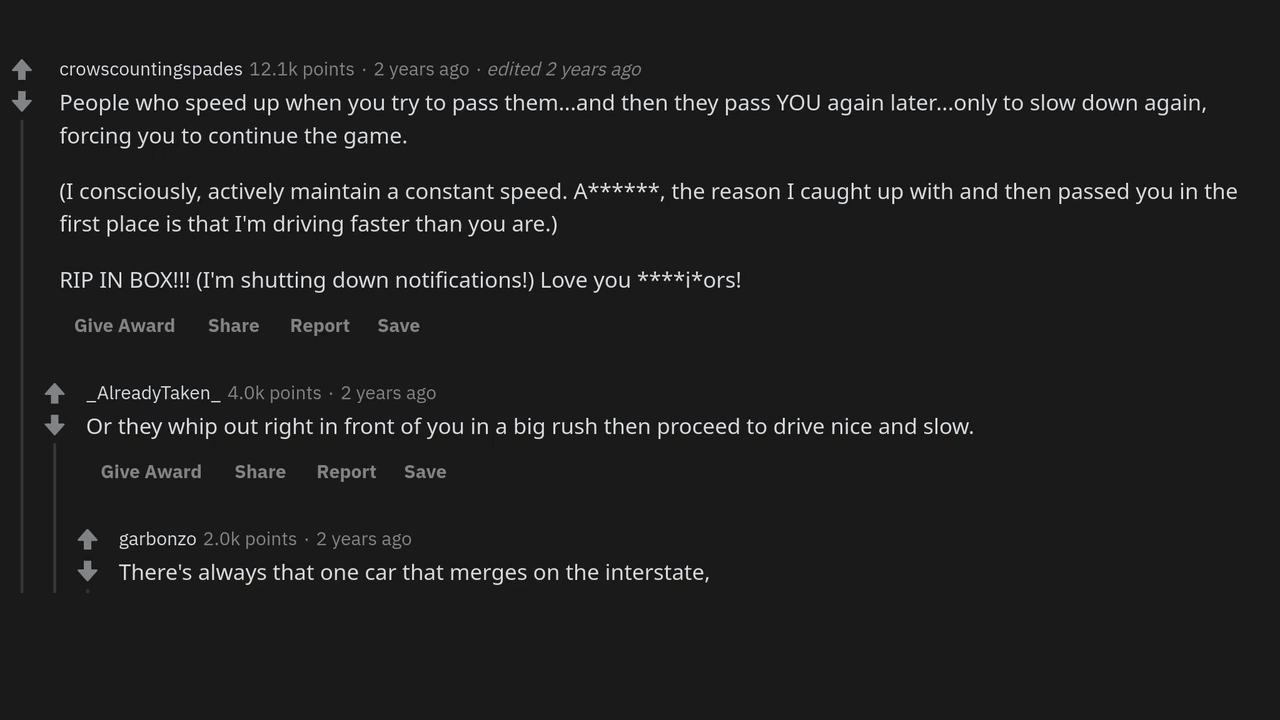 crowscountingspades 12.1k points · 2 years ago · edited 2 years ago
People who speed up when you try to pass them...and then they pass YOU again later...only to slow down again,
forcing you to continue the game.
(I consciously, actively maintain a constant speed. A******, the reason I caught up with and then passed you in the
first place is that I'm driving faster than you are.)
RIP IN BOX!!! (I'm shutting down notifications!) Love you ****i*ors!
Give Award Share Report Save
_AlreadyTaken_ 4.0k points · 2 years ago
Or they whip out right in front of you in a big rush then proceed to drive nice and slow.
Give Award Share Report Save
garbonzo 2.0k points · 2 years ago
There's always that one car that merges on the interstate,